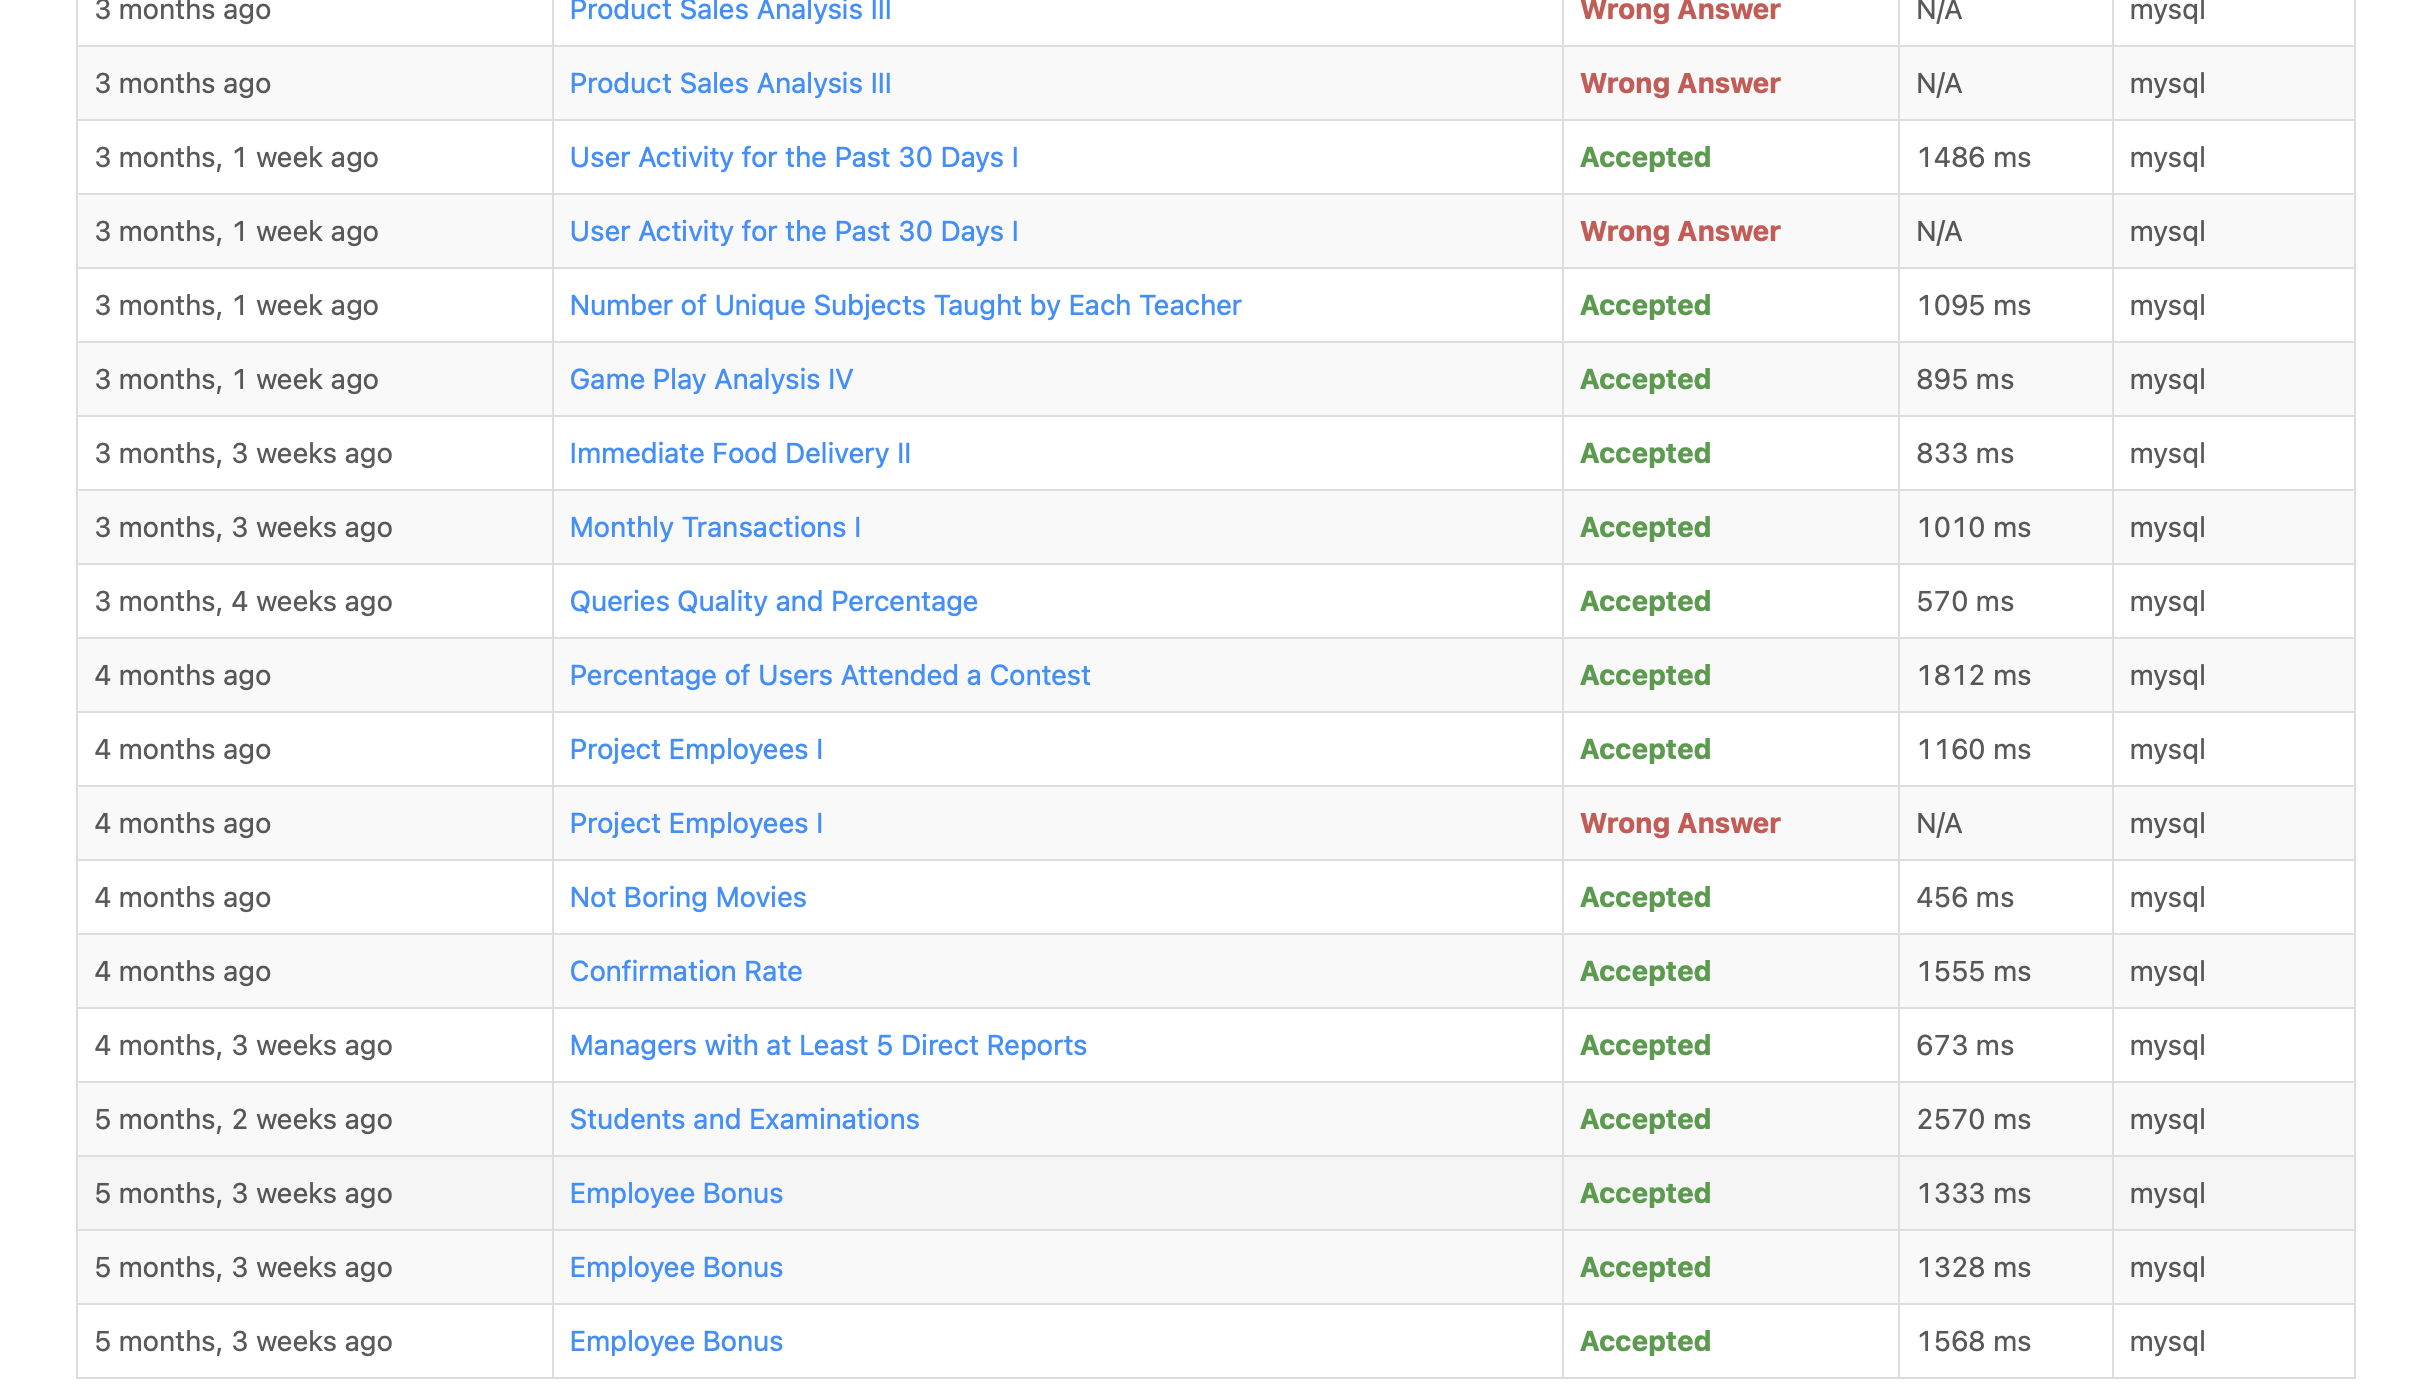 3 months ago Product Sales Analysis III Wrong Answer N/A mysql
3 months ago Product Sales Analysis III Wrong Answer N/A mysql
3 months, 1 week ago User Activity for the Past 30 Days I Accepted 1486 ms mysql
3 months, 1 week ago User Activity for the Past 30 Days I Wrong Answer N/A mysql
3 months, 1 week ago Number of Unique Subjects Taught by Each Teacher Accepted 1095 ms mysql
3 months, 1 week ago Game Play Analysis IV Accepted 895 ms mysql
3 months, 3 weeks ago Immediate Food Delivery II Accepted 833 ms mysql
3 months, 3 weeks ago Monthly Transactions I Accepted 1010 ms mysql
3 months, 4 weeks ago Queries Quality and Percentage Accepted 570 ms mysql
4 months ago Percentage of Users Attended a Contest Accepted 1812 ms mysql
4 months ago Project Employees I Accepted 1160 ms mysql
4 months ago Project Employees I Wrong Answer N/A mysql
4 months ago Not Boring Movies Accepted 456 ms mysql
4 months ago Confirmation Rate Accepted 1555 ms mysql
4 months, 3 weeks ago Managers with at Least 5 Direct Reports Accepted 673 ms mysql
5 months, 2 weeks ago Students and Examinations Accepted 2570 ms mysql
5 months, 3 weeks ago Employee Bonus Accepted 1333 ms mysql
5 months, 3 weeks ago Employee Bonus Accepted 1328 ms mysql
5 months, 3 weeks ago Employee Bonus Accepted 1568 ms mysql